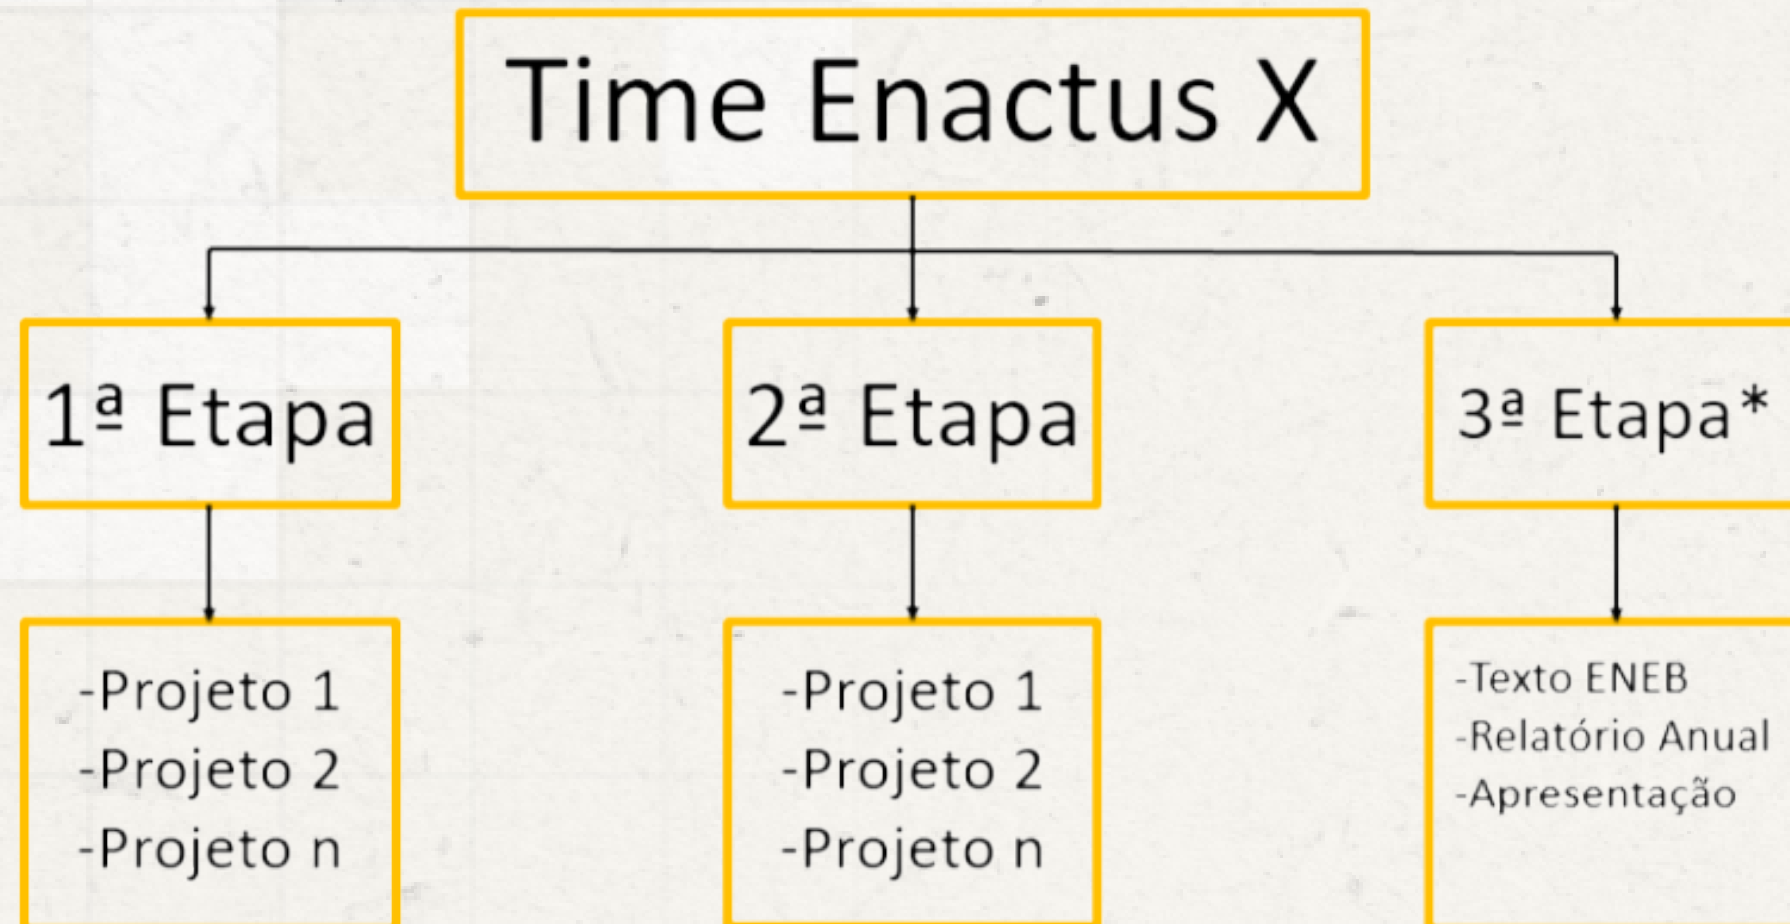 Time Enactus X
1ª Etapa
2ª Etapa
3ª Etapa*
-Projeto 1
-Projeto 2
-Projeto n
-Projeto 1
-Projeto 2
-Projeto n
-Texto ENEB
-Relatório Anual
-Apresentação